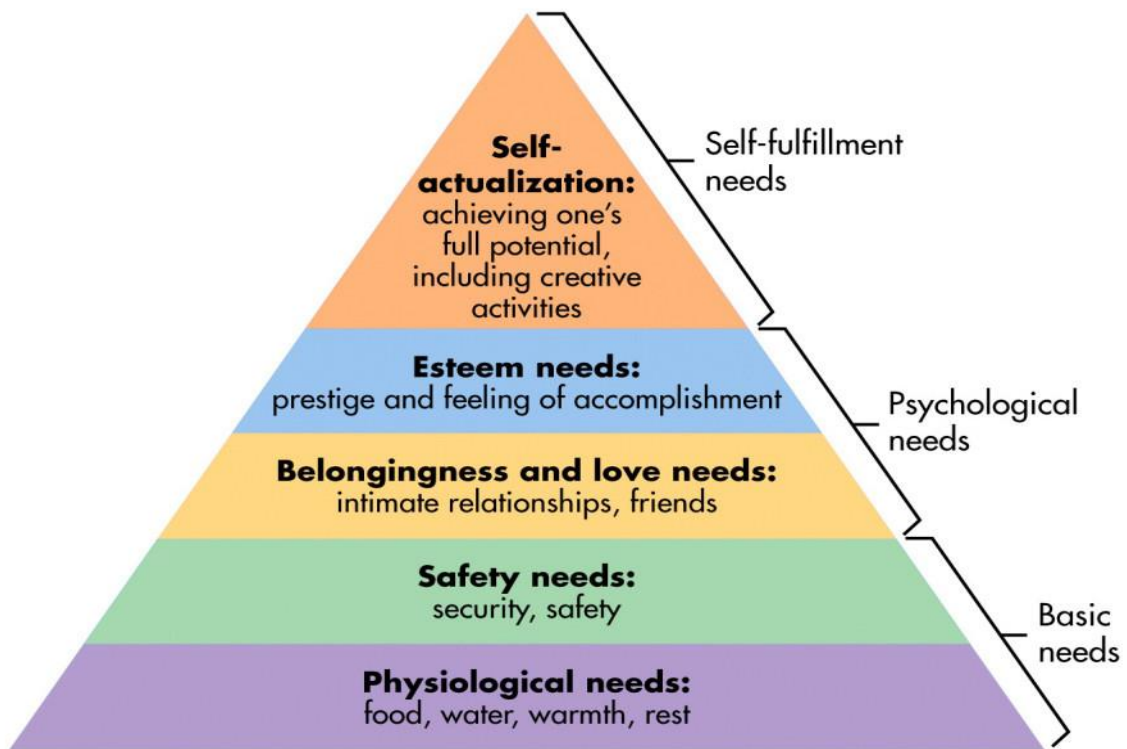 Self-
actualization:
achieving one's
full potential,
including creative
activities
Self-fulfillment
needs
Esteem needs:
prestige and feeling of accomplishment
Psychological
needs
Belongingness and love needs:
intimate relationships, friends
Safety needs:
security, safety
Basic
needs
Physiological needs:
food, water, warmth, rest